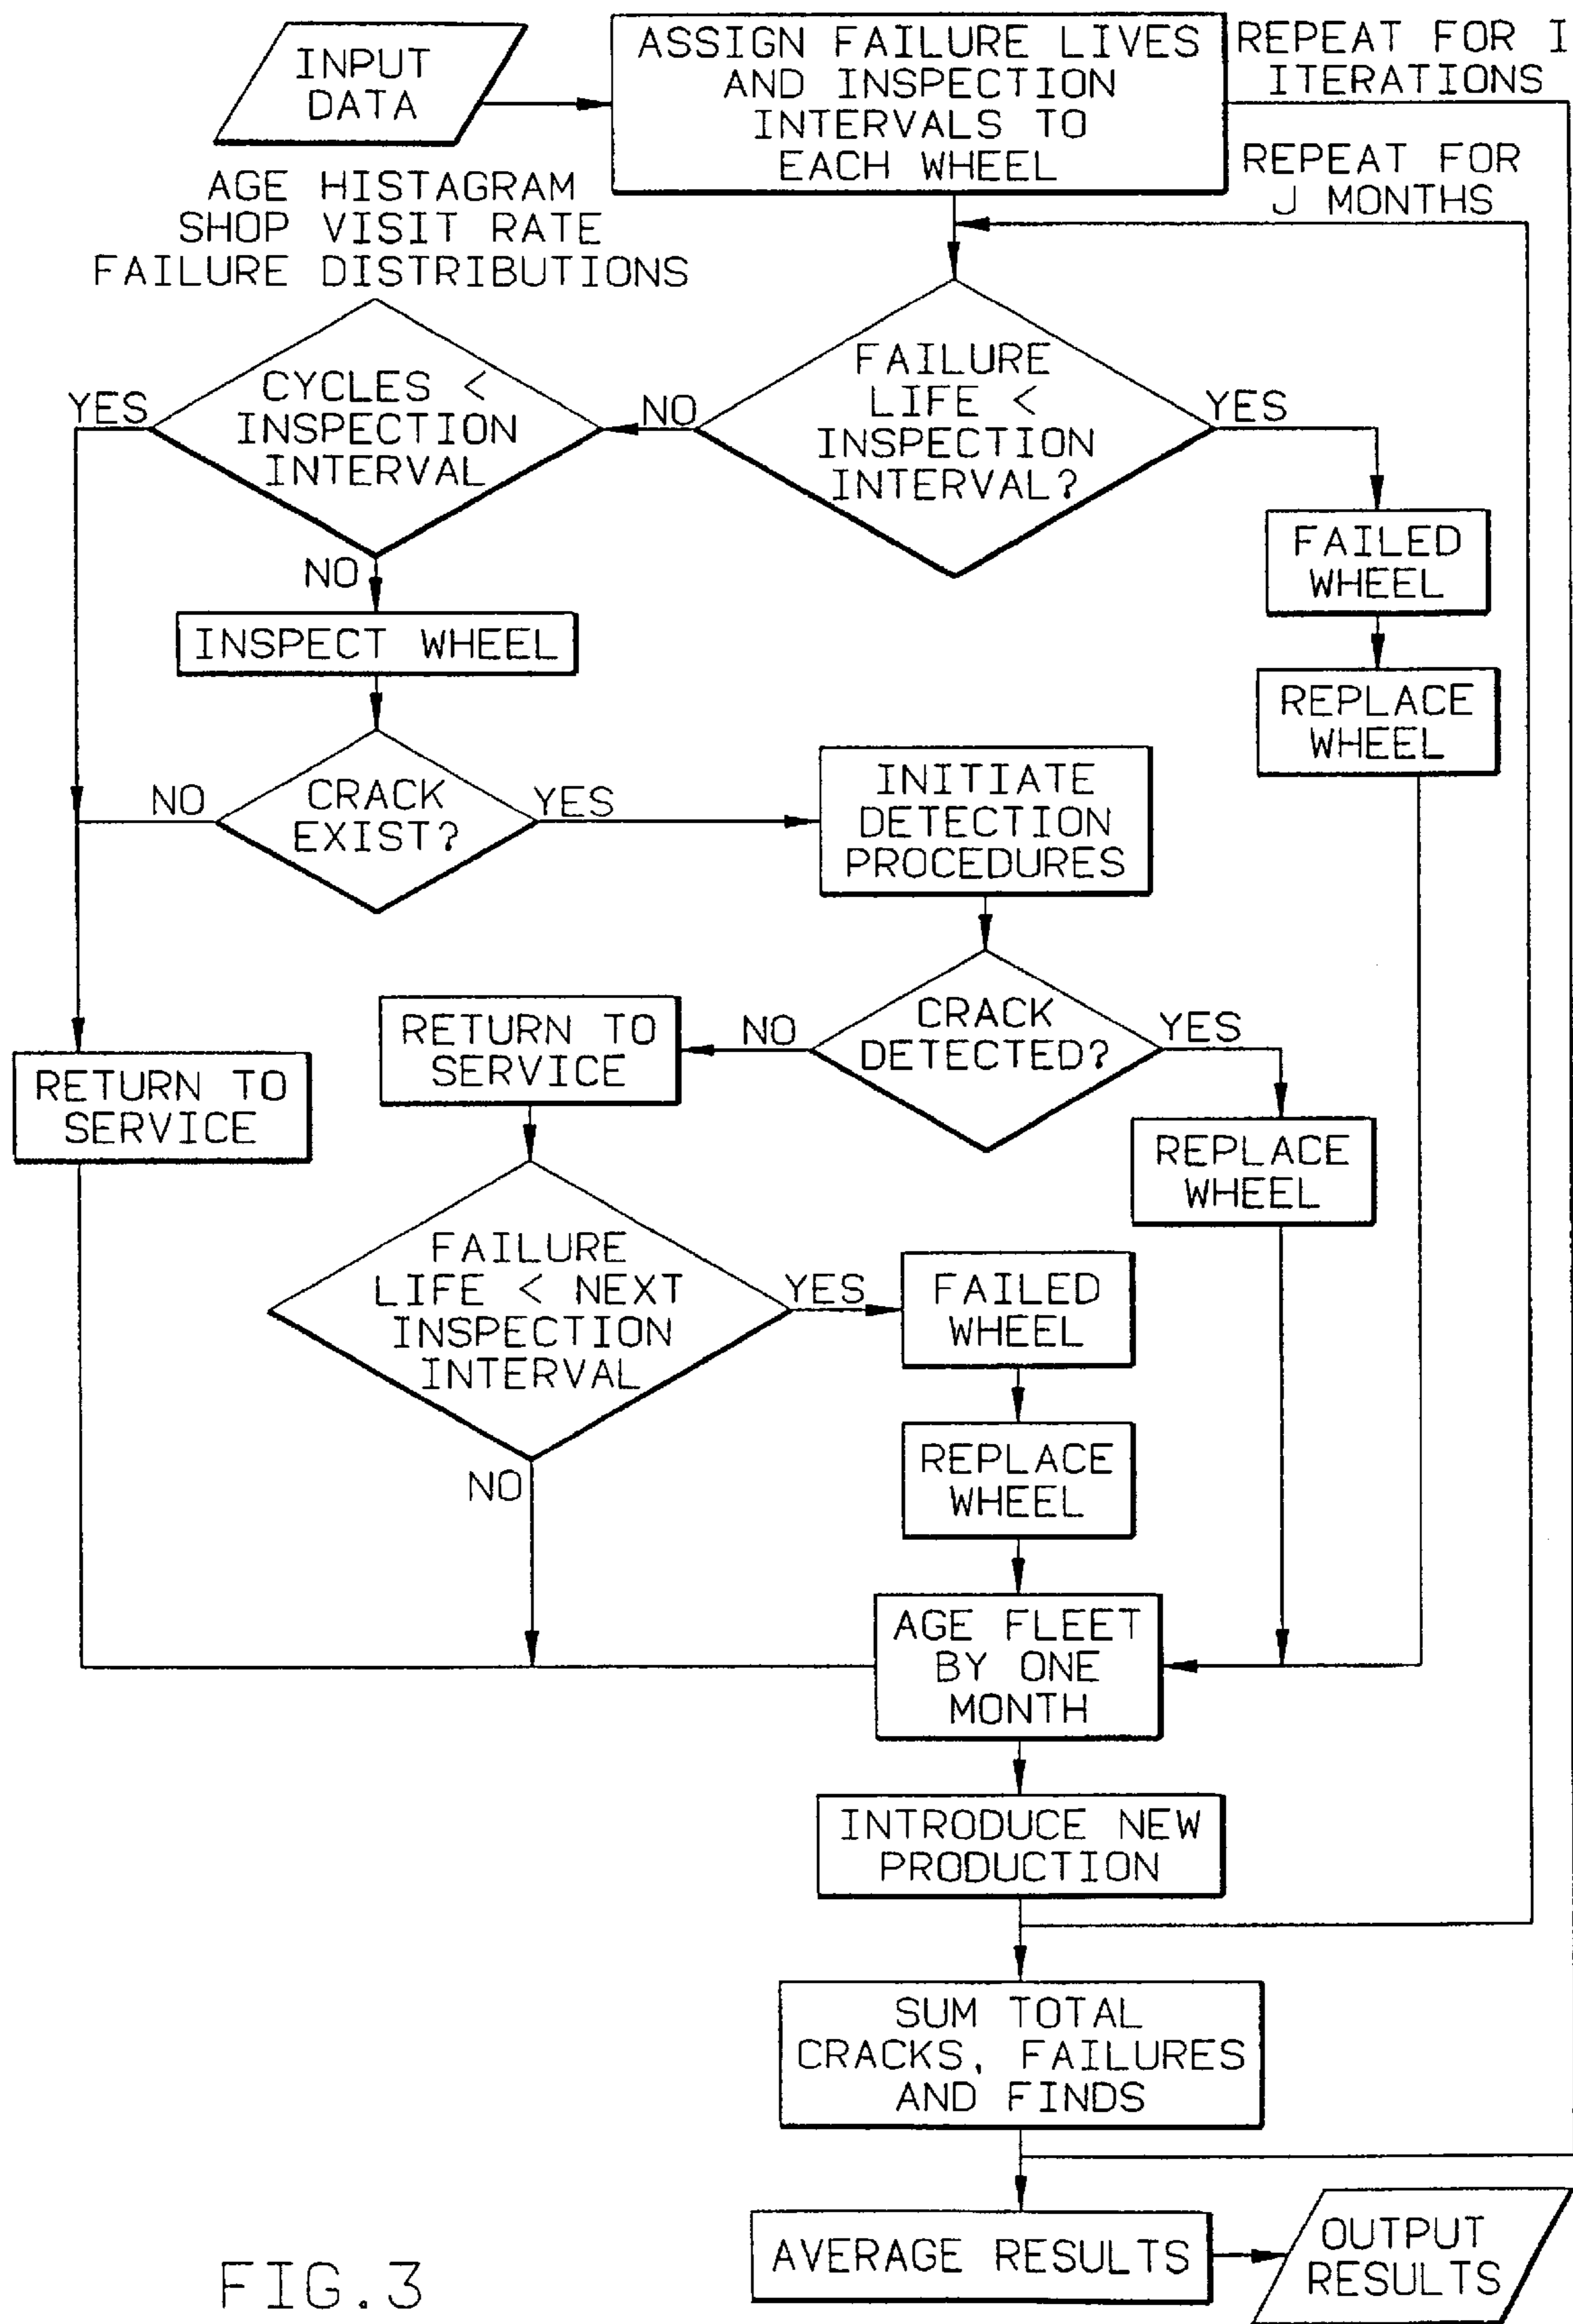 INPUT
DATA
ASSIGN FAILURE LIVES
AND INSPECTION
INTERVALS TO
EACH WHEEL
REPEAT FOR I
ITERATIONS
REPEAT FOR
J MONTHS
AGE HISTAGRAM
SHOP VISIT RATE
FAILURE DISTRIBUTIONS
FAILURE
LIFE <
INSPECTION
INTERVAL?
YES
NO
CYCLES <
INSPECTION
INTERVAL
YES
NO
FAILED
WHEEL
REPLACE
WHEEL
INSPECT WHEEL
CRACK
EXIST?
NO
YES
INITIATE
DETECTION
PROCEDURES
CRACK
DETECTED?
NO
YES
RETURN TO
SERVICE
RETURN TO
SERVICE
REPLACE
WHEEL
FAILURE
LIFE < NEXT
INSPECTION
INTERVAL
YES
NO
FAILED
WHEEL
REPLACE
WHEEL
AGE FLEET
BY ONE
MONTH
INTRODUCE NEW
PRODUCTION
SUM TOTAL
CRACKS, FAILURES
AND FINDS
AVERAGE RESULTS
OUTPUT
RESULTS
FIG.3